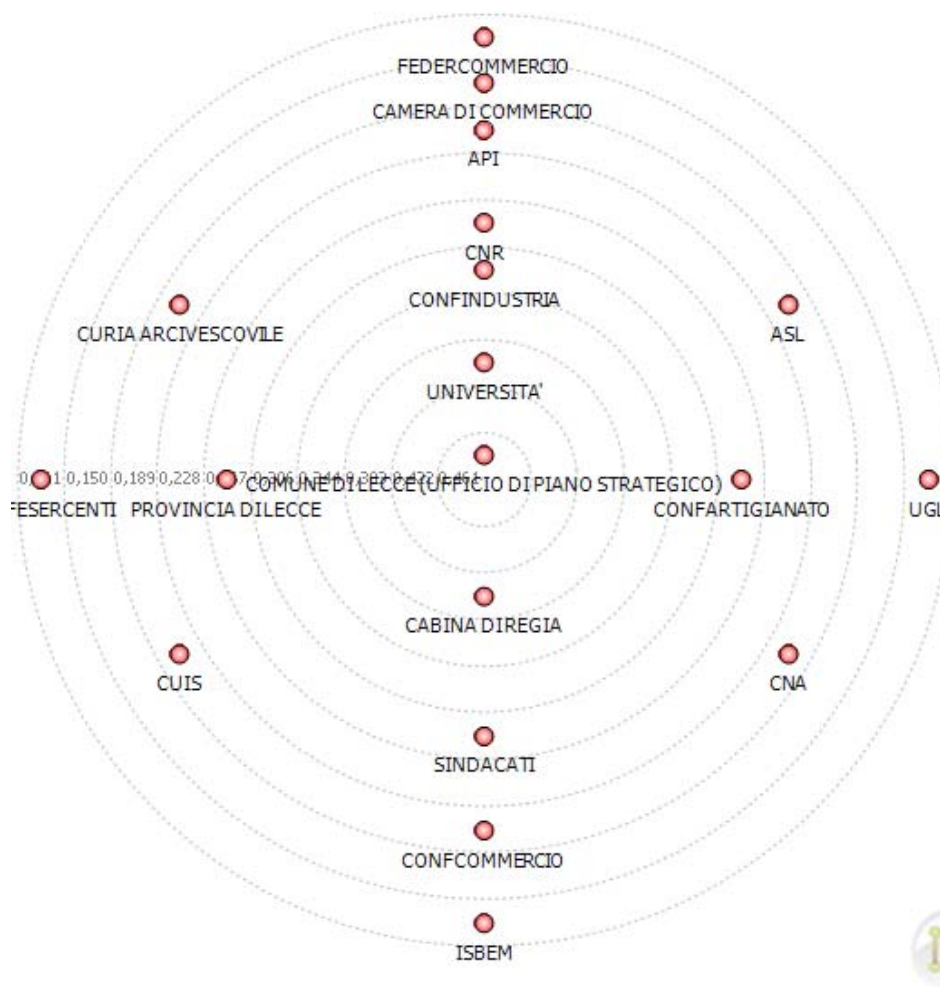 FEDERCOMMERCIO
CAMERA DI COMMERCIO
API
CNR
CONFINDUSTRIA
CURIA ARCIVESCOVILE
ASL
UNIVERSITA'
0,150 0,189 0,228
COMUNE DI LECCE (UFFICIO DI PIANO STRATEGICO)
FESERCENTI
PROVINCIA DI LECCE
CONFARTIGIANATO
UGL
CABINA DI REGIA
CUIS
CNA
SINDACATI
CONFCOMMERCIO
ISBEM